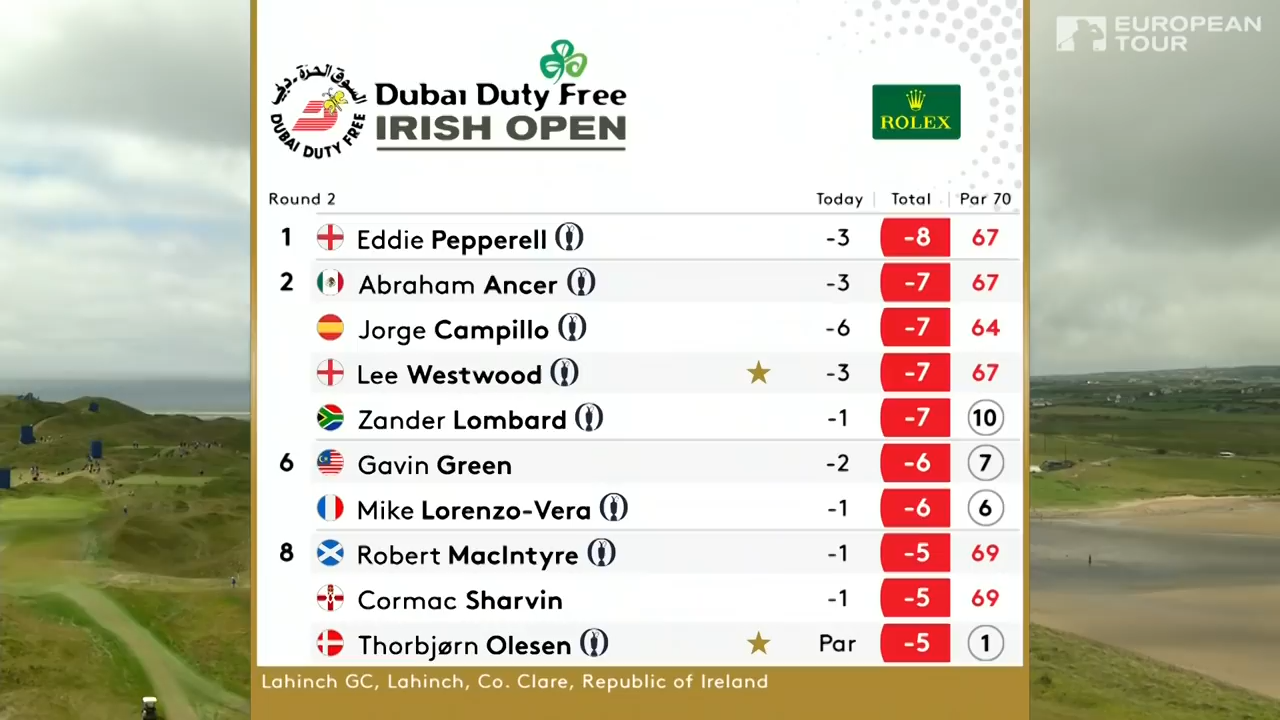 EUROPEAN
TOUR
السوق الحرة - دبي
DUBAI DUTY FREE
Dubai Duty Free
IRISH OPEN
ROLEX
Round 2 Today Total Par 70
1 Eddie Pepperell -3 -8 67
2 Abraham Ancer -3 -7 67
Jorge Campillo -6 -7 64
Lee Westwood -3 -7 67
Zander Lombard -1 -7 10
6 Gavin Green -2 -6 7
Mike Lorenzo-Vera -1 -6 6
8 Robert MacIntyre -1 -5 69
Cormac Sharvin -1 -5 69
Thorbjørn Olesen Par -5 1
Lahinch GC, Lahinch, Co. Clare, Republic of Ireland